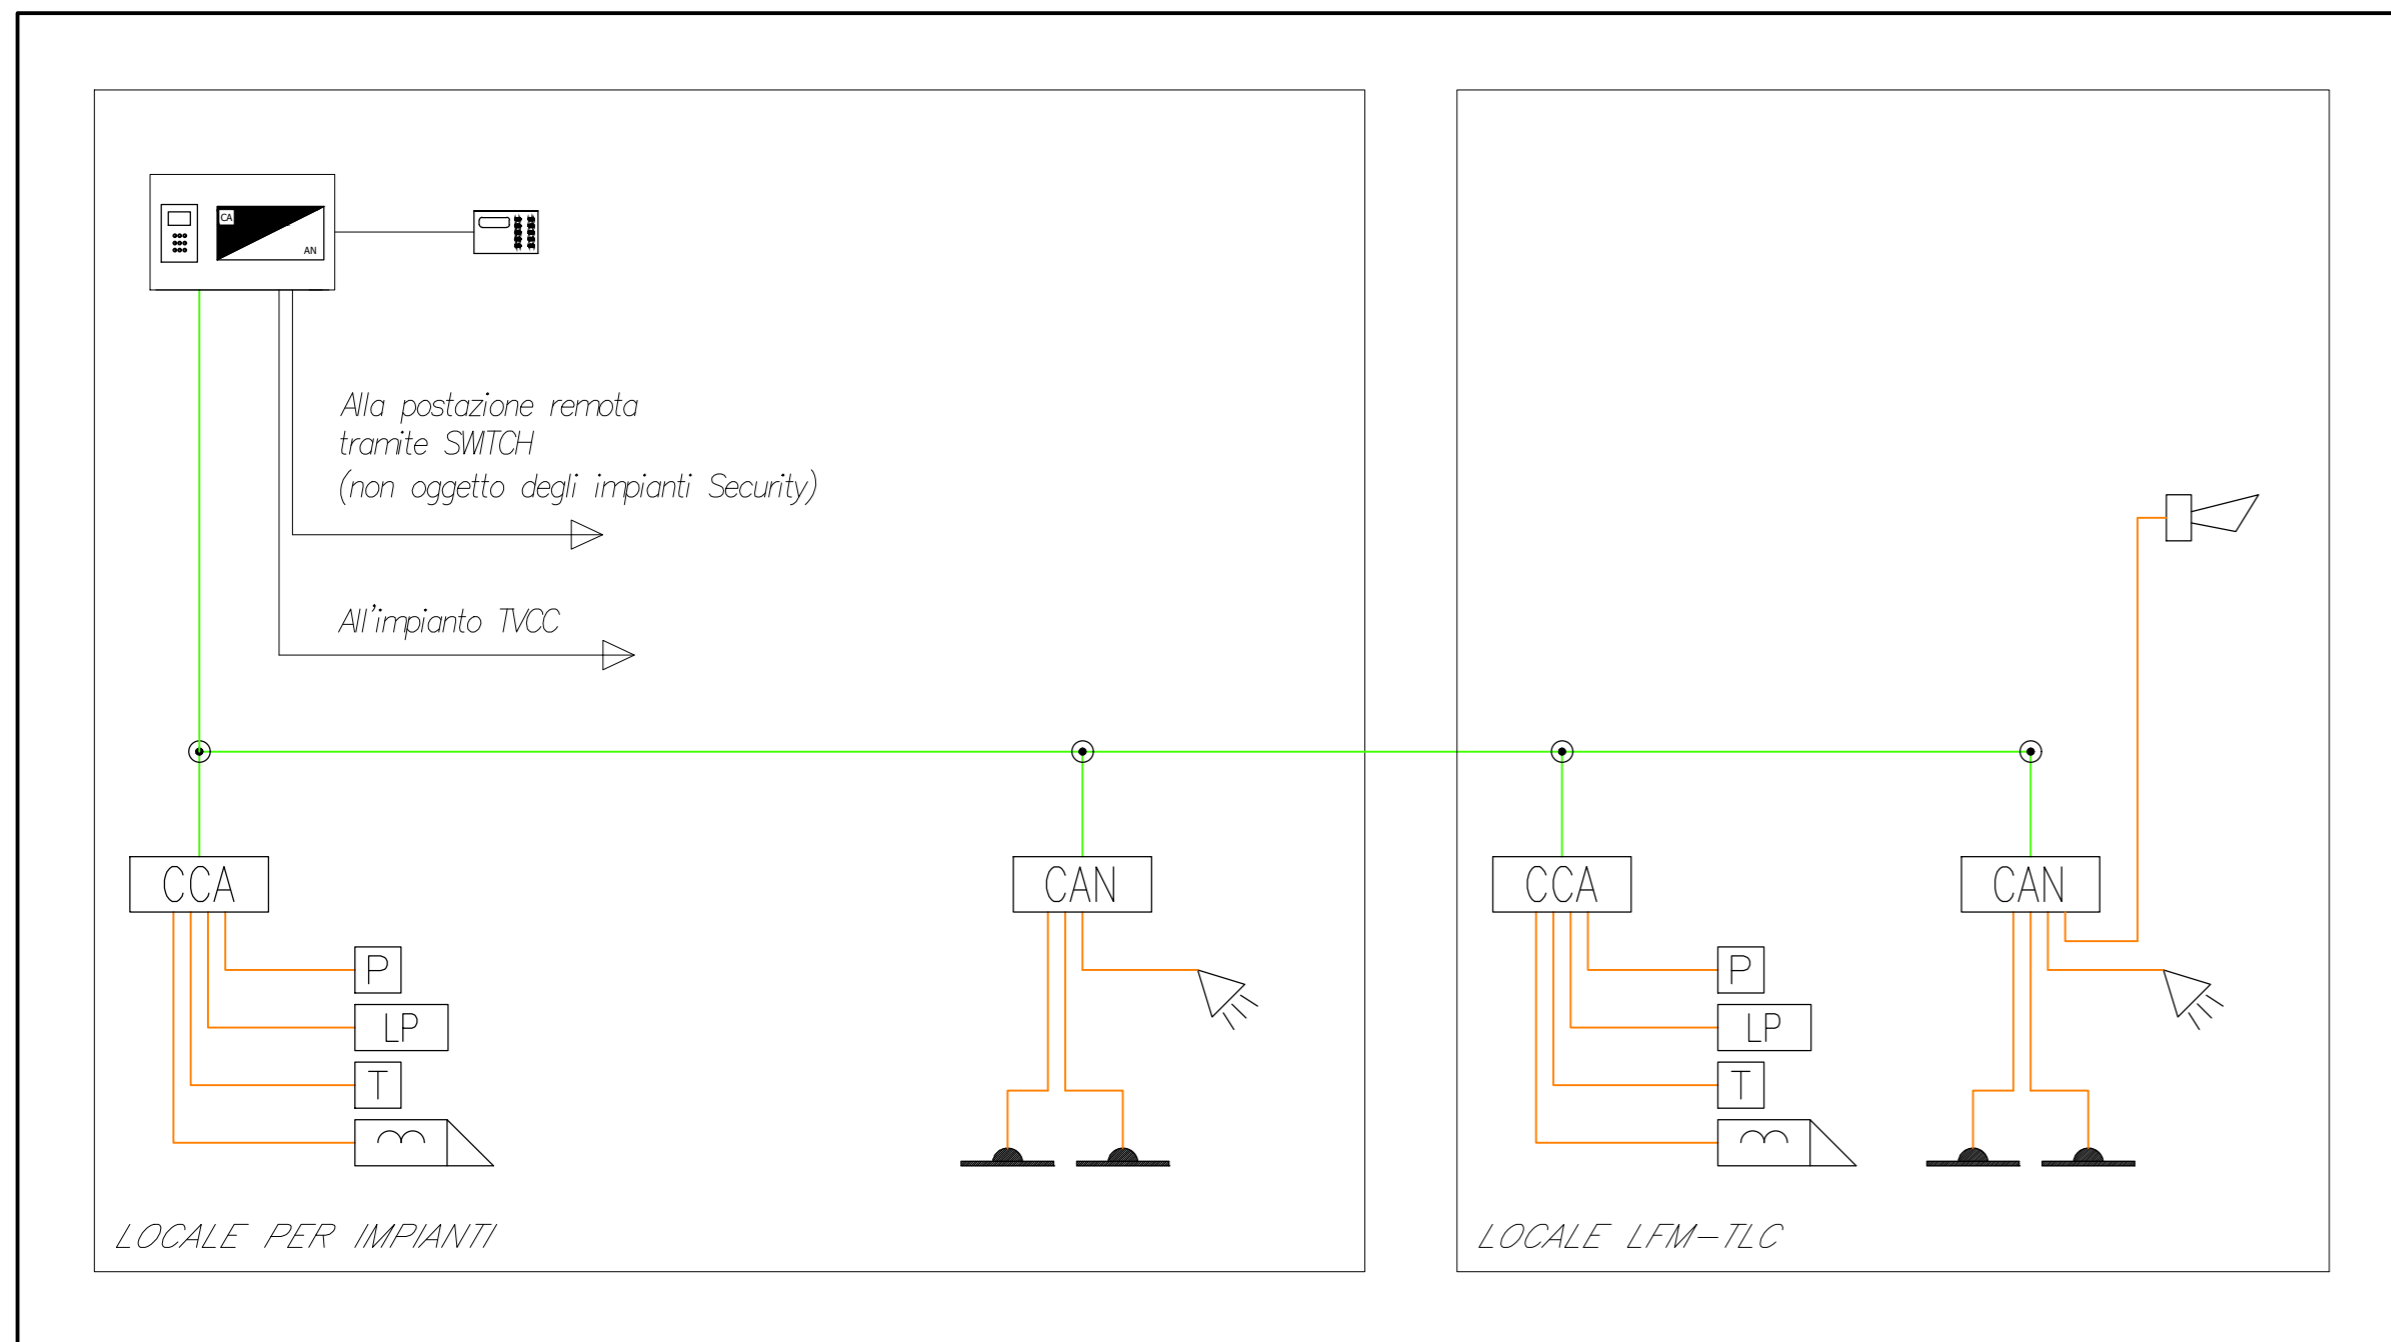 CA
AN
Alla postazione remota
tramite SWITCH
(non oggetto degli impianti Security)
All'impianto TVCC
CCA
CAN
P
LP
T
LOCALE PER IMPIANTI
CCA
CAN
P
LP
T
LOCALE LFM-TLC